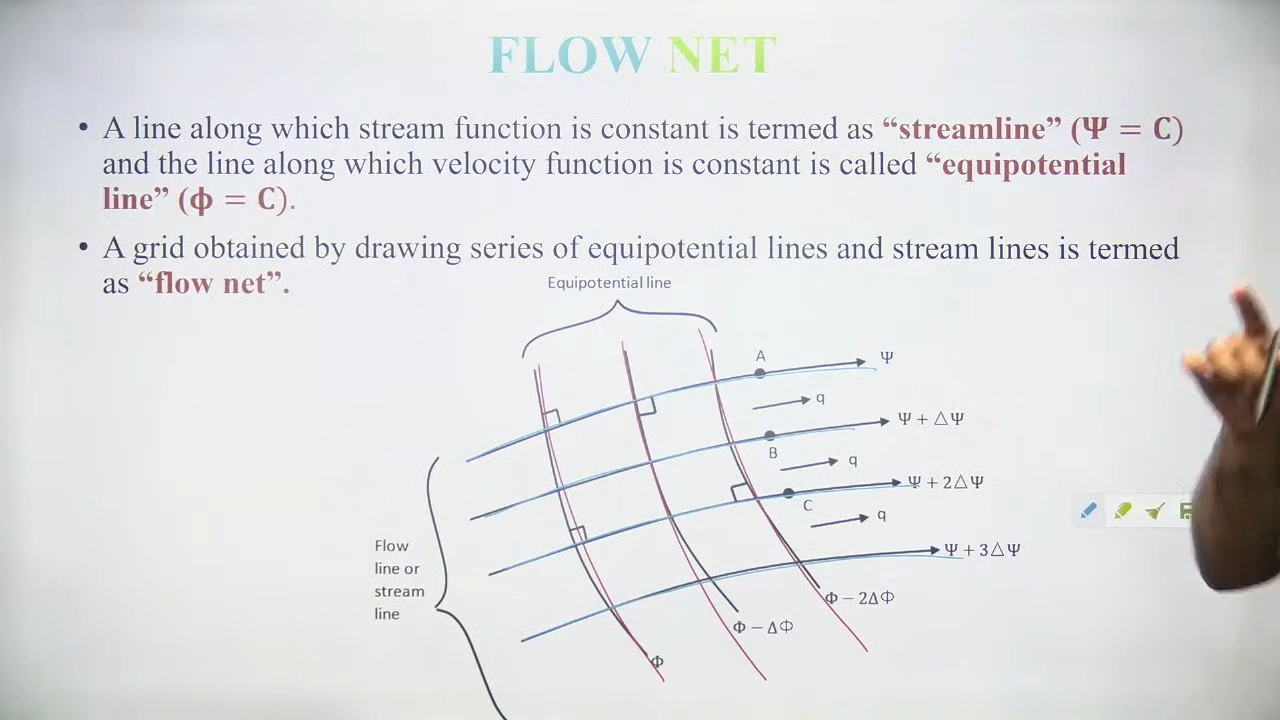 FLOW NET
• A line along which stream function is constant is termed as “streamline” (Ψ = C)
and the line along which velocity function is constant is called “equipotential
line” (ϕ = C).
• A grid obtained by drawing series of equipotential lines and stream lines is termed
as “flow net”.
Equipotential line
A
Ψ
q
Ψ + △Ψ
B
q
Ψ + 2△Ψ
C
q
Flow
line or
stream
line
Ψ + 3△Ψ
Φ − 2ΔΦ
Φ − ΔΦ
Φ